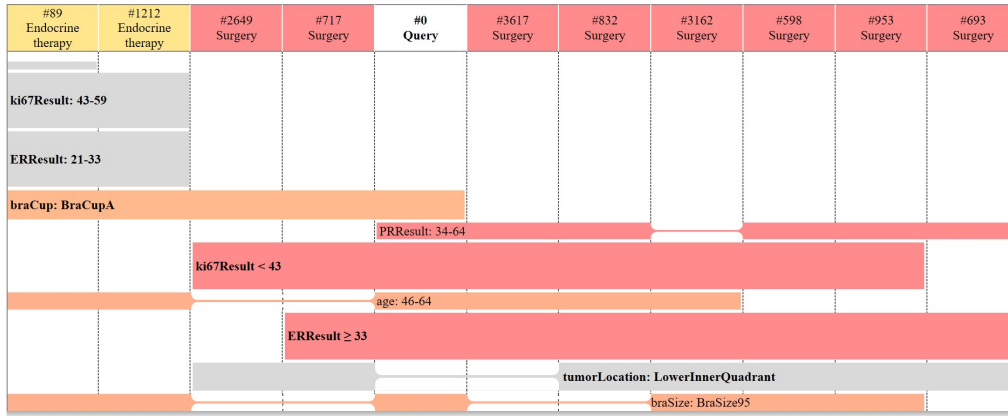 #89
Endocrine
therapy
#1212
Endocrine
therapy
#2649
Surgery
#717
Surgery
#0
Query
#3617
Surgery
#832
Surgery
#3162
Surgery
#598
Surgery
#953
Surgery
#693
Surgery
ki67Result: 43-59
ERResult: 21-33
braCup: BraCupA
PRResult: 34-64
ki67Result < 43
age: 46-64
ERResult ≥ 33
tumorLocation: LowerInnerQuadrant
braSize: BraSize95